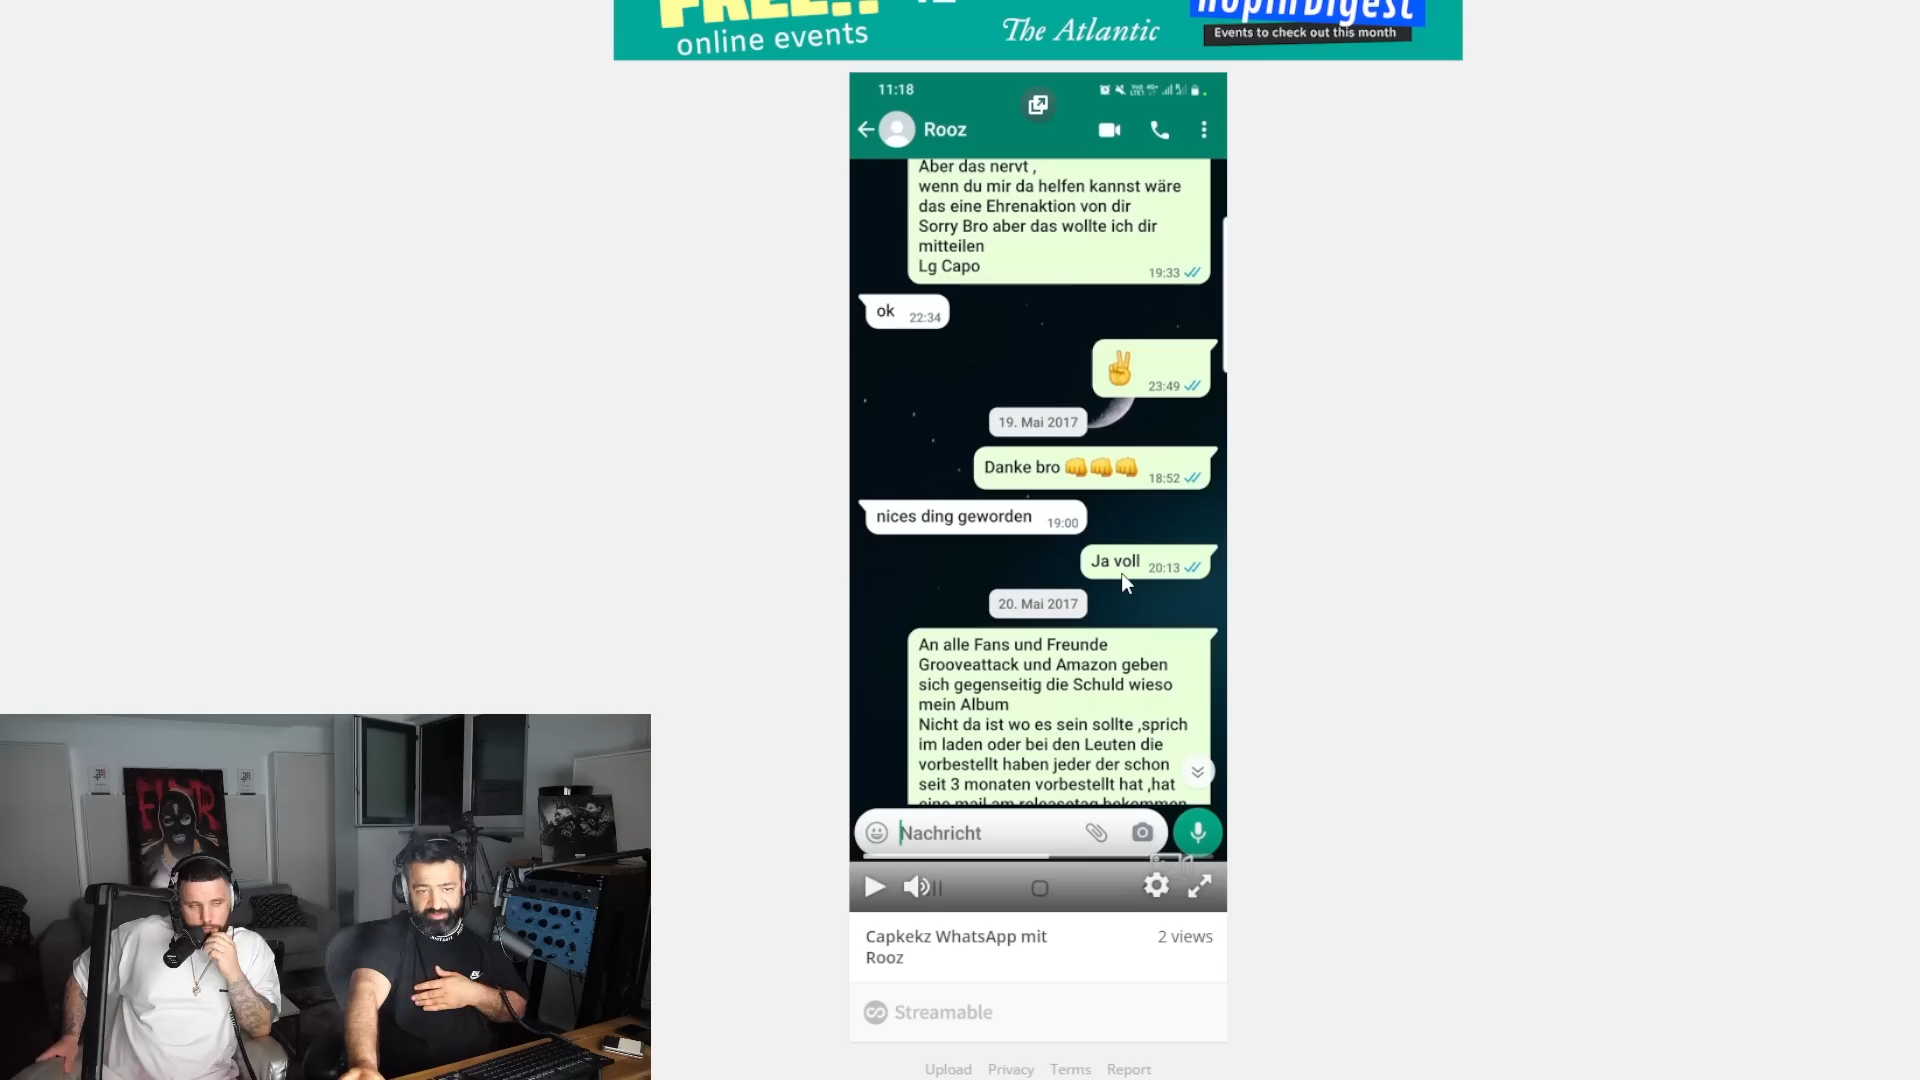 FREE!!
online events
The Atlantic
HopinDigest
Events to check out this month
11:18
Rooz
Aber das nervt ,
wenn du mir da helfen kannst wäre
das eine Ehrenaktion von dir
Sorry Bro aber das wollte ich dir
mitteilen
Lg Capo
19:33
ok 22:34
23:49
19. Mai 2017
Danke bro 👊👊👊 18:52
nices ding geworden 19:00
Ja voll 20:13
20. Mai 2017
An alle Fans und Freunde
Grooveattack und Amazon geben
sich gegenseitig die Schuld wieso
mein Album
Nicht da ist wo es sein sollte ,sprich
im laden oder bei den Leuten die
vorbestellt haben jeder der schon
seit 3 monaten vorbestellt hat ,hat
eine mail am releasetag bekommen
Nachricht
Capkekz WhatsApp mit
Rooz
2 views
Streamable
Upload Privacy Terms Report